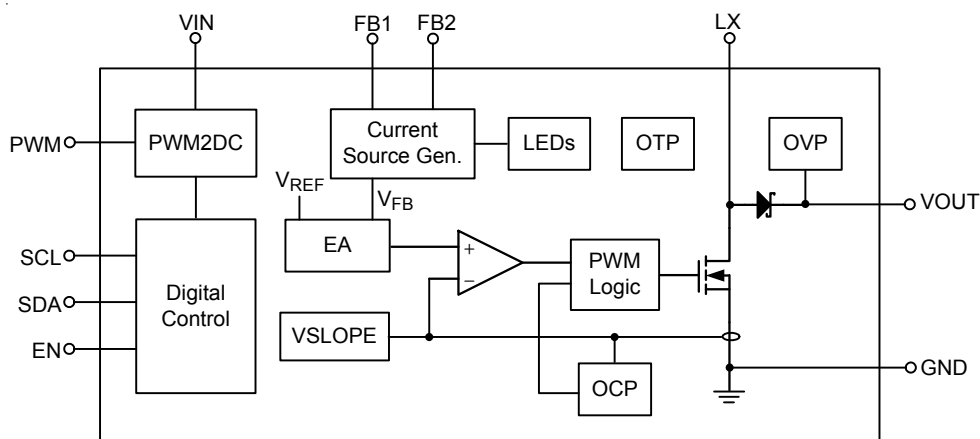 VIN
FB1
FB2
LX
PWM
PWM2DC
Current
Source Gen.
LEDs
OTP
OVP
VREF
VFB
VOUT
EA
+
−
PWM
Logic
SCL
SDA
EN
Digital
Control
VSLOPE
OCP
GND